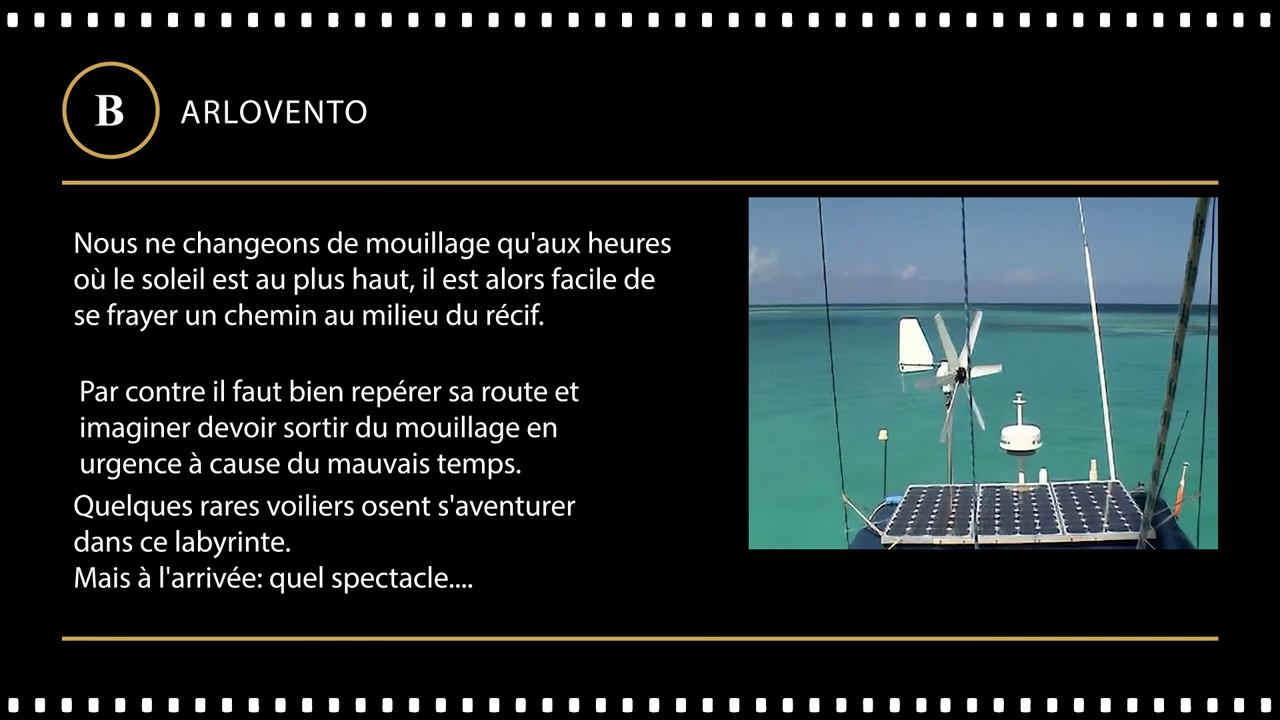 B ARLOVENTO
Nous ne changeons de mouillage qu'aux heures
où le soleil est au plus haut, il est alors facile de
se frayer un chemin au milieu du récif.
Par contre il faut bien repérer sa route et
imaginer devoir sortir du mouillage en
urgence à cause du mauvais temps.
Quelques rares voiliers osent s'aventurer
dans ce labyrinte.
Mais à l'arrivée: quel spectacle....